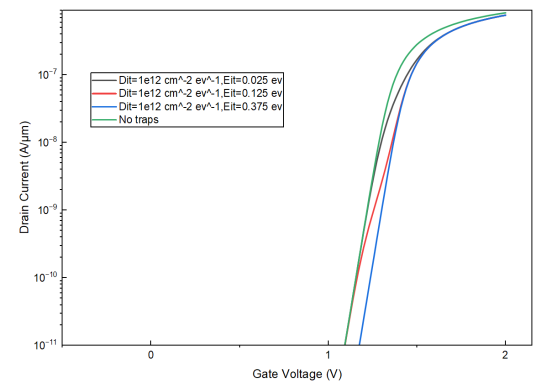 10⁻⁷
10⁻⁸
10⁻⁹
10⁻¹⁰
10⁻¹¹
Drain Current (A/μm)
Dit=1e12 cm^-2 ev^-1,Eit=0.025 ev
Dit=1e12 cm^-2 ev^-1,Eit=0.125 ev
Dit=1e12 cm^-2 ev^-1,Eit=0.375 ev
No traps
0 1 2
Gate Voltage (V)